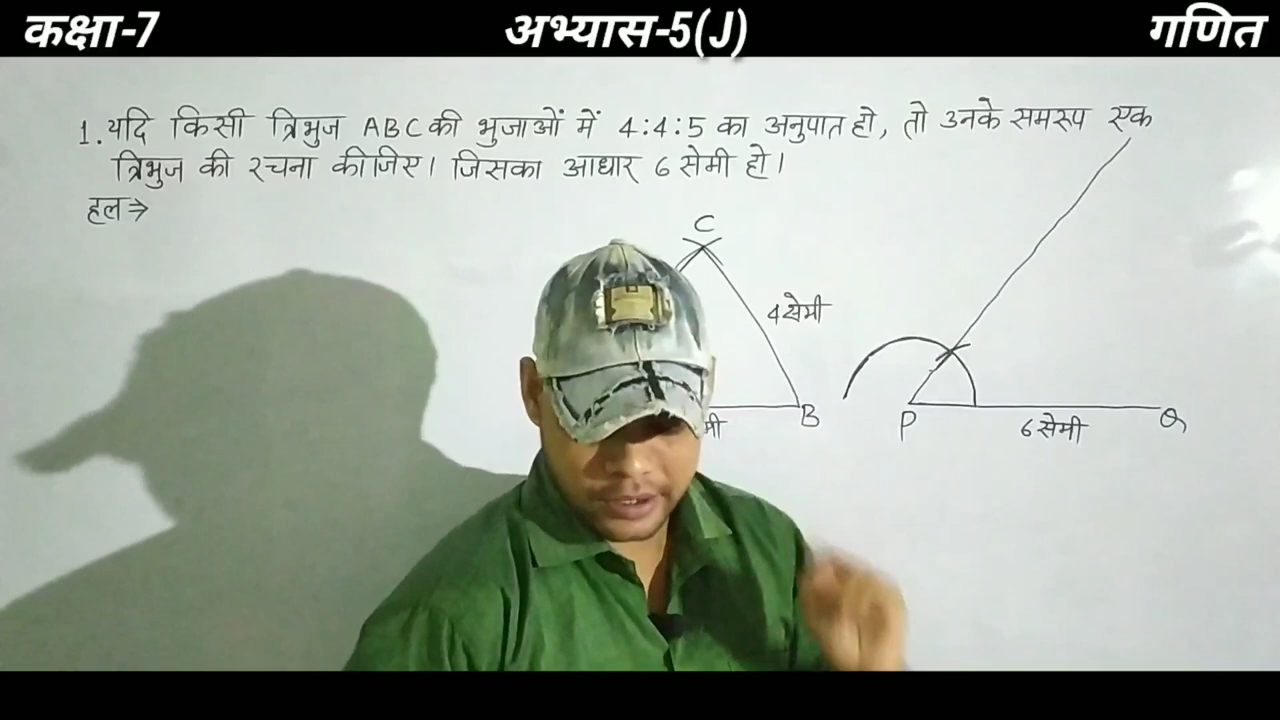 कक्षा-7 अभ्यास-5(J) गणित
1. यदि किसी त्रिभुज ABC की भुजाओं में 4:4:5 का अनुपात हो, तो उनके समरूप एक
त्रिभुज की रचना कीजिए। जिसका आधार 6 सेमी हो।
हल→
C
4 सेमी
B P Q
मी 6 सेमी